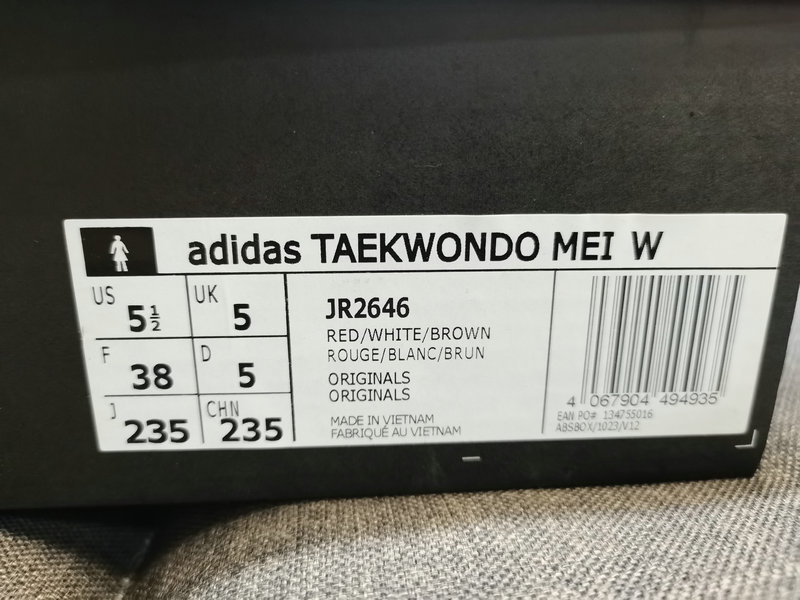 adidas TAEKWONDO MEI W
US 5½
UK 5
F 38
D 5
J 235
CHN 235
JR2646
RED/WHITE/BROWN
ROUGE/BLANC/BRUN
ORIGINALS
ORIGINALS
MADE IN VIETNAM
FABRIQUÉ AU VIETNAM
4 067904 494935
EAN PO# 134755016
ABSBOX/1023/V.12